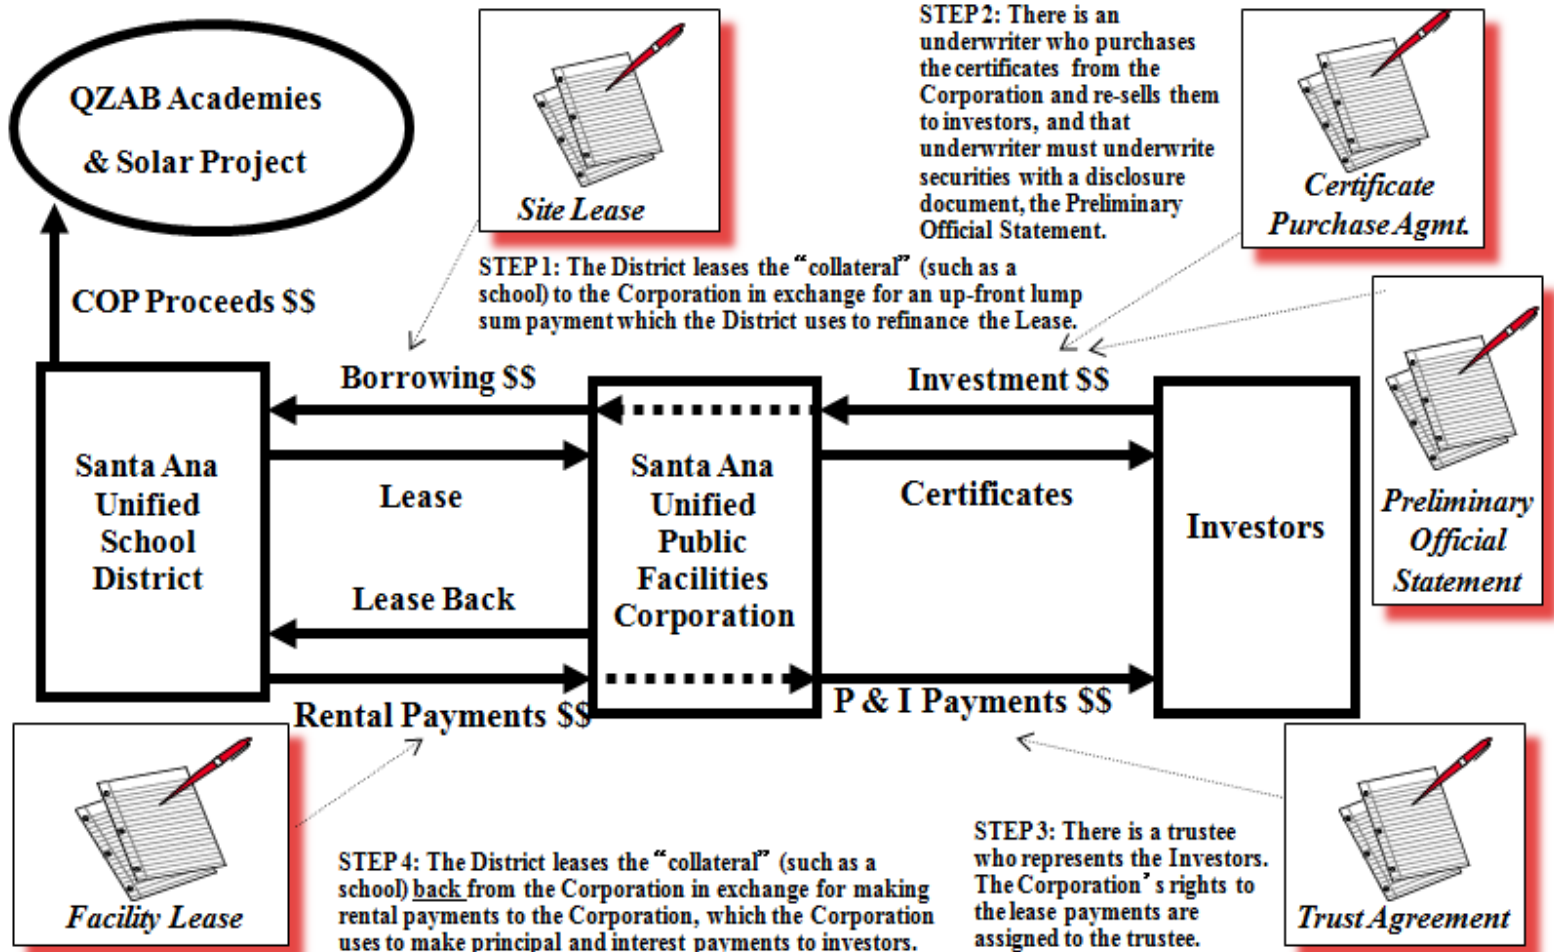 QZAB Academies
& Solar Project
COP Proceeds $$
Site Lease
STEP 1: The District leases the “collateral” (such as a
school) to the Corporation in exchange for an up-front lump
sum payment which the District uses to refinance the Lease.
STEP 2: There is an
underwriter who purchases
the certificates from the
Corporation and re-sells them
to investors, and that
underwriter must underwrite
securities with a disclosure
document, the Preliminary
Official Statement.
Certificate
Purchase Agmt.
Preliminary
Official
Statement
Borrowing $$
Investment $$
Santa Ana
Unified
School
District
Lease
Lease Back
Santa Ana
Unified
Public
Facilities
Corporation
Certificates
Investors
Rental Payments $$
P & I Payments $$
Facility Lease
STEP 4: The District leases the “collateral” (such as a
school) back from the Corporation in exchange for making
rental payments to the Corporation, which the Corporation
uses to make principal and interest payments to investors.
STEP 3: There is a trustee
who represents the Investors.
The Corporation’s rights to
the lease payments are
assigned to the trustee.
Trust Agreement